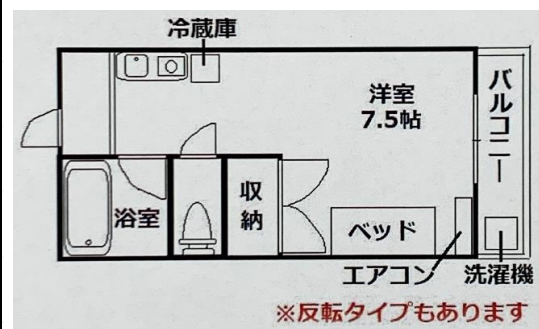 冷蔵庫
洋室
7.5帖
バルコニー
浴室
収納
ベッド
エアコン
洗濯機
※反転タイプもあります